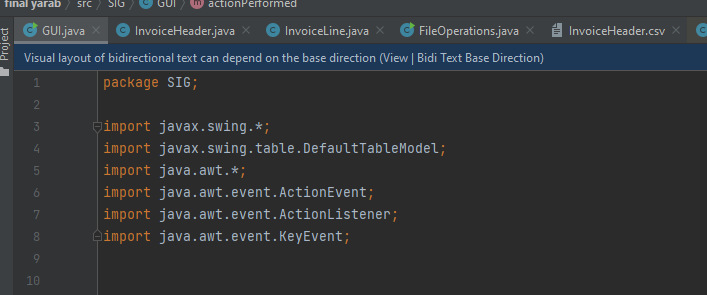 final yarab src SIG GUI actionPerformed
GUI.java InvoiceHeader.java InvoiceLine.java FileOperations.java InvoiceHeader.csv
Project
Visual layout of bidirectional text can depend on the base direction (View | Bidi Text Base Direction)
1 package SIG;
2
3 import javax.swing.*;
4 import javax.swing.table.DefaultTableModel;
5 import java.awt.*;
6 import java.awt.event.ActionEvent;
7 import java.awt.event.ActionListener;
8 import java.awt.event.KeyEvent;
9
10